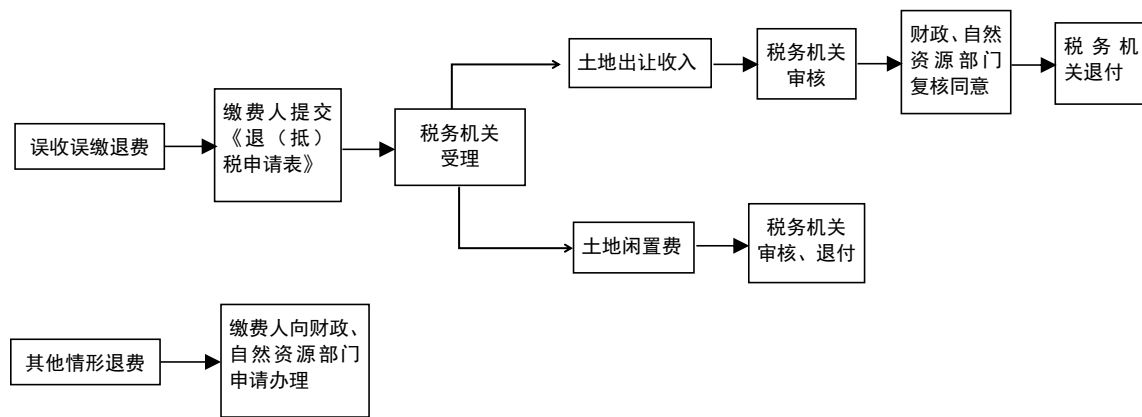 误收误缴退费
缴费人提交
《退（抵）
税申请表》
税务机关
受理
土地出让收入
税务机关
审核
财政、自然
资源部门
复核同意
税务机
关退付
土地闲置费
税务机关
审核、退付
其他情形退费
缴费人向财政、
自然资源部门
申请办理